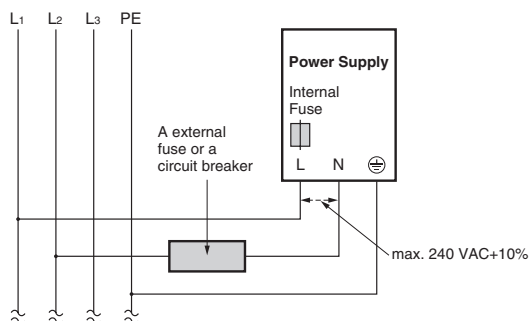 L1 L2 L3 PE
Power Supply
Internal
Fuse
A external
fuse or a
circuit breaker
L N
max. 240 VAC+10%